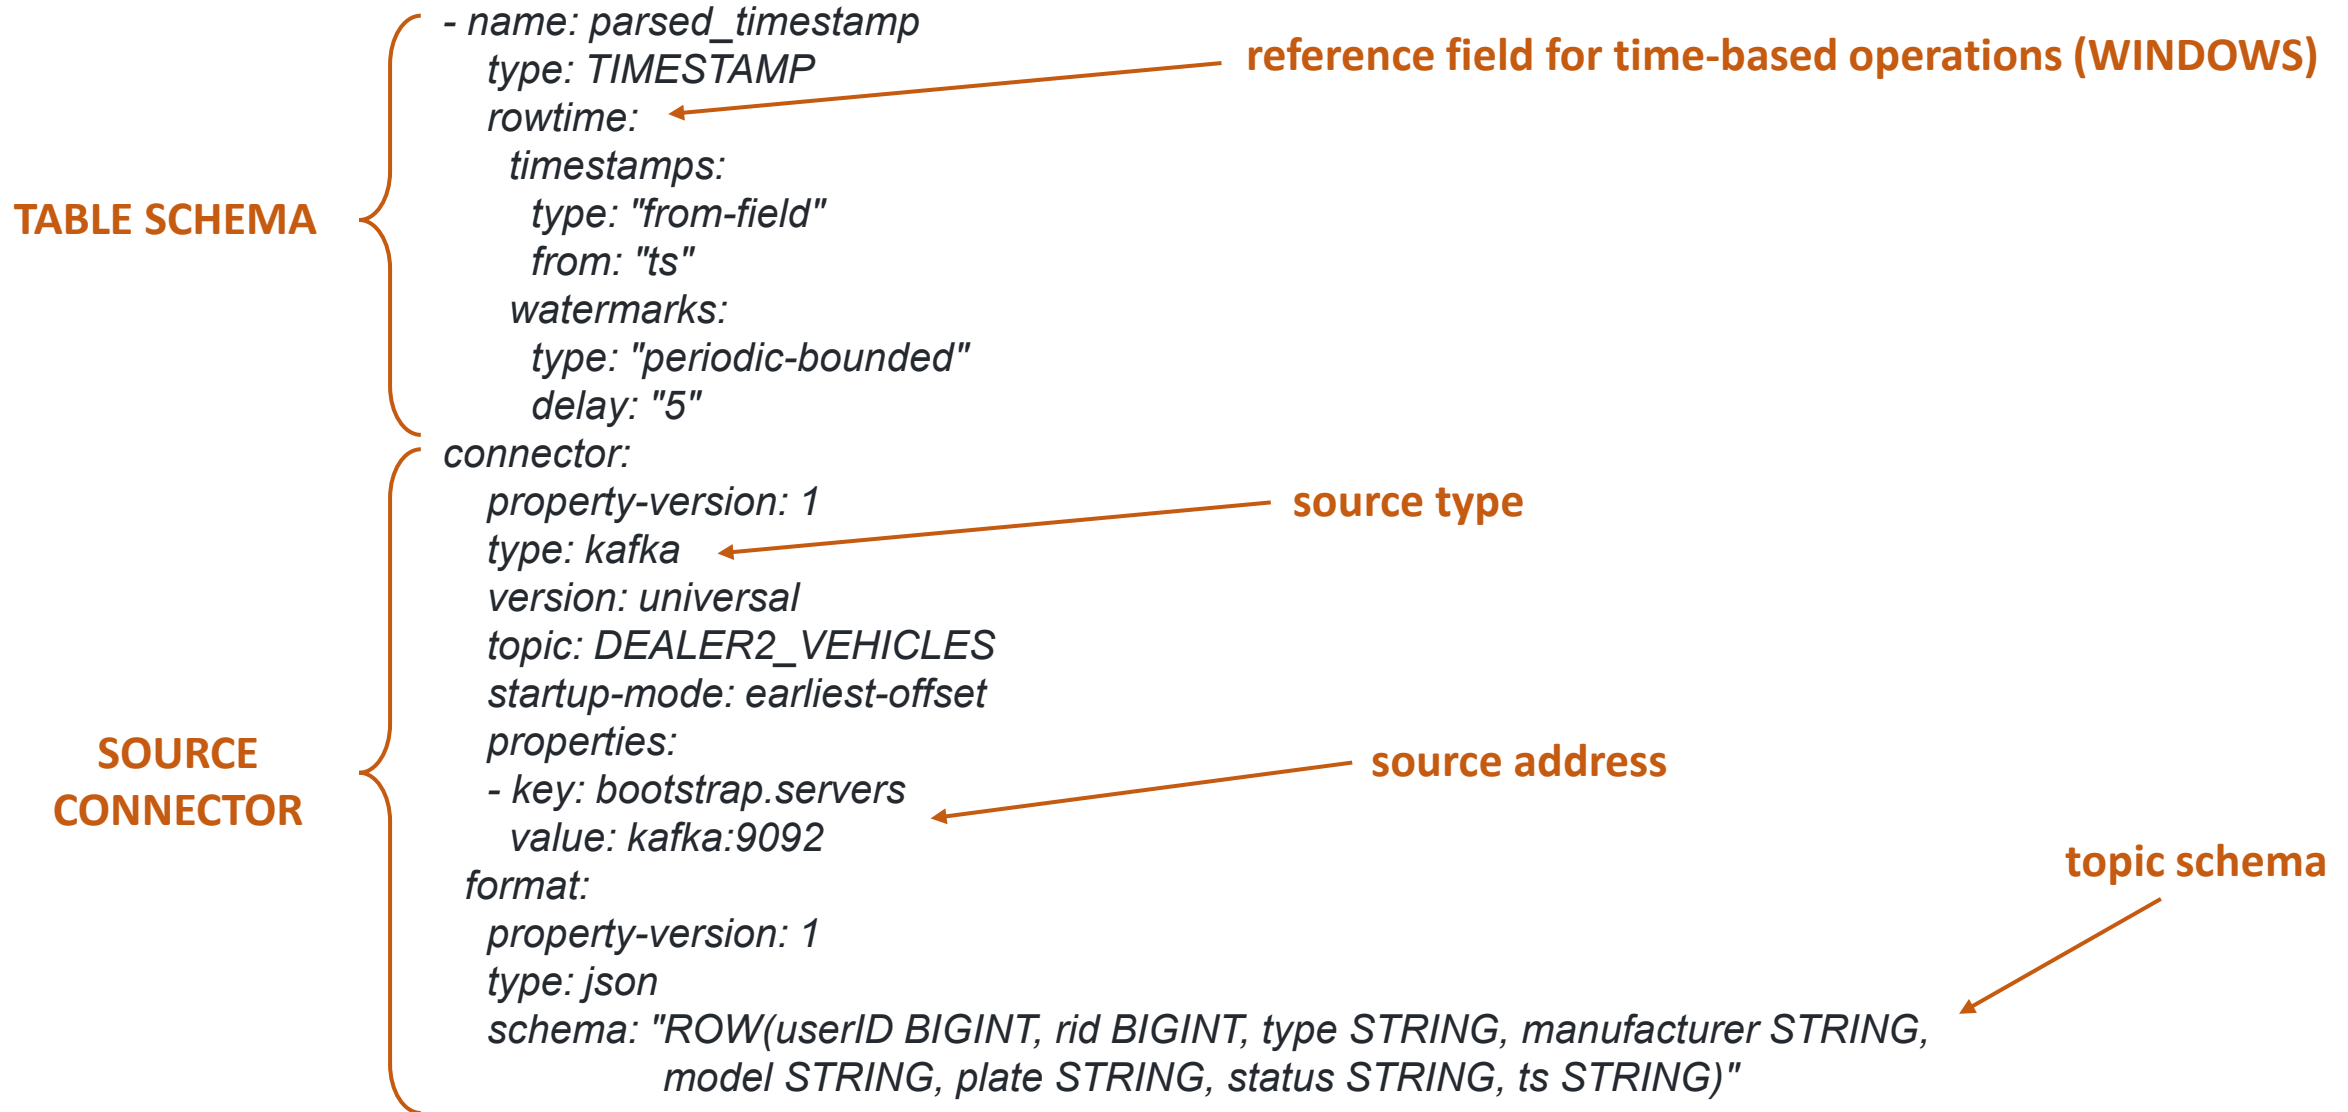 - name: parsed_timestamp
type: TIMESTAMP
rowtime:
timestamps:
type: "from-field"
from: "ts"
watermarks:
type: "periodic-bounded"
delay: "5"
reference field for time-based operations (WINDOWS)
TABLE SCHEMA
connector:
property-version: 1
type: kafka
version: universal
topic: DEALER2_VEHICLES
startup-mode: earliest-offset
properties:
- key: bootstrap.servers
value: kafka:9092
format:
property-version: 1
type: json
schema: "ROW(userID BIGINT, rid BIGINT, type STRING, manufacturer STRING,
model STRING, plate STRING, status STRING, ts STRING)"
source type
SOURCE
CONNECTOR
source address
topic schema